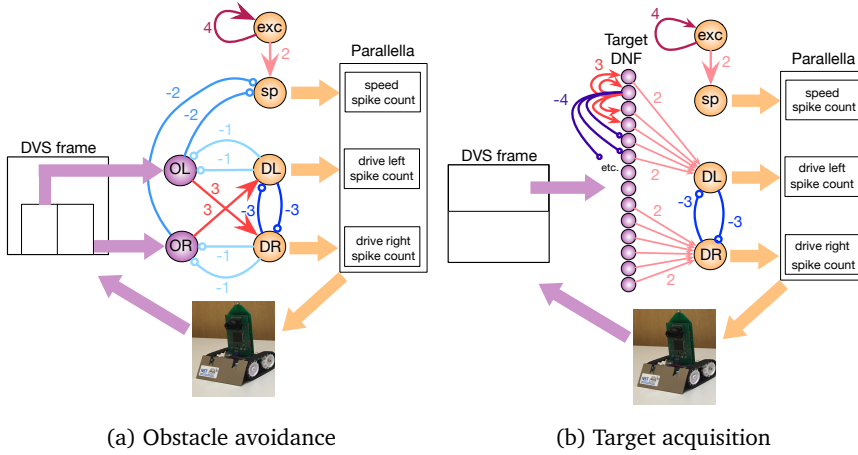 exc
4
2
Parallella
-2
sp
speed
spike count
-2
DVS frame
-1
OL
DL
-1
drive left
spike count
3
3
-3
-3
OR
DR
-1
-1
drive right
spike count
(a) Obstacle avoidance
Target
DNF
exc
4
2
Parallella
3
2
sp
speed
spike count
-4
DVS frame
etc.
2
DL
drive left
spike count
-3
-3
2
DR
drive right
spike count
2
(b) Target acquisition